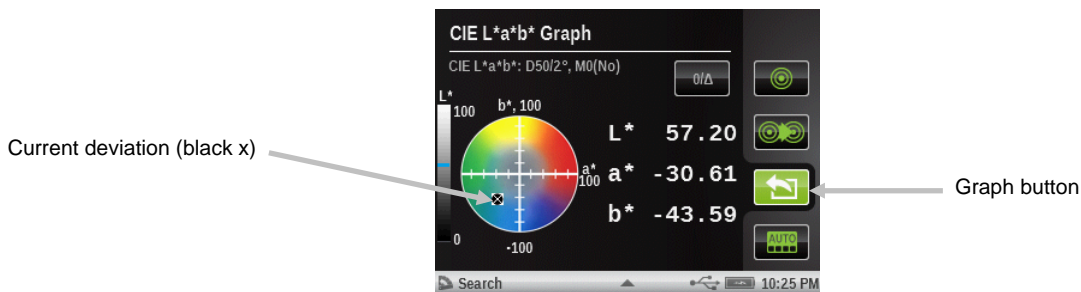 CIE L*a*b* Graph
CIE L*a*b*: D50/2°, M0(No)
0/Δ
L*
100
b*, 100
L* 57.20
Current deviation (black x)
a*
100
a* -30.61
Graph button
b* -43.59
0
-100
AUTO
Search
10:25 PM